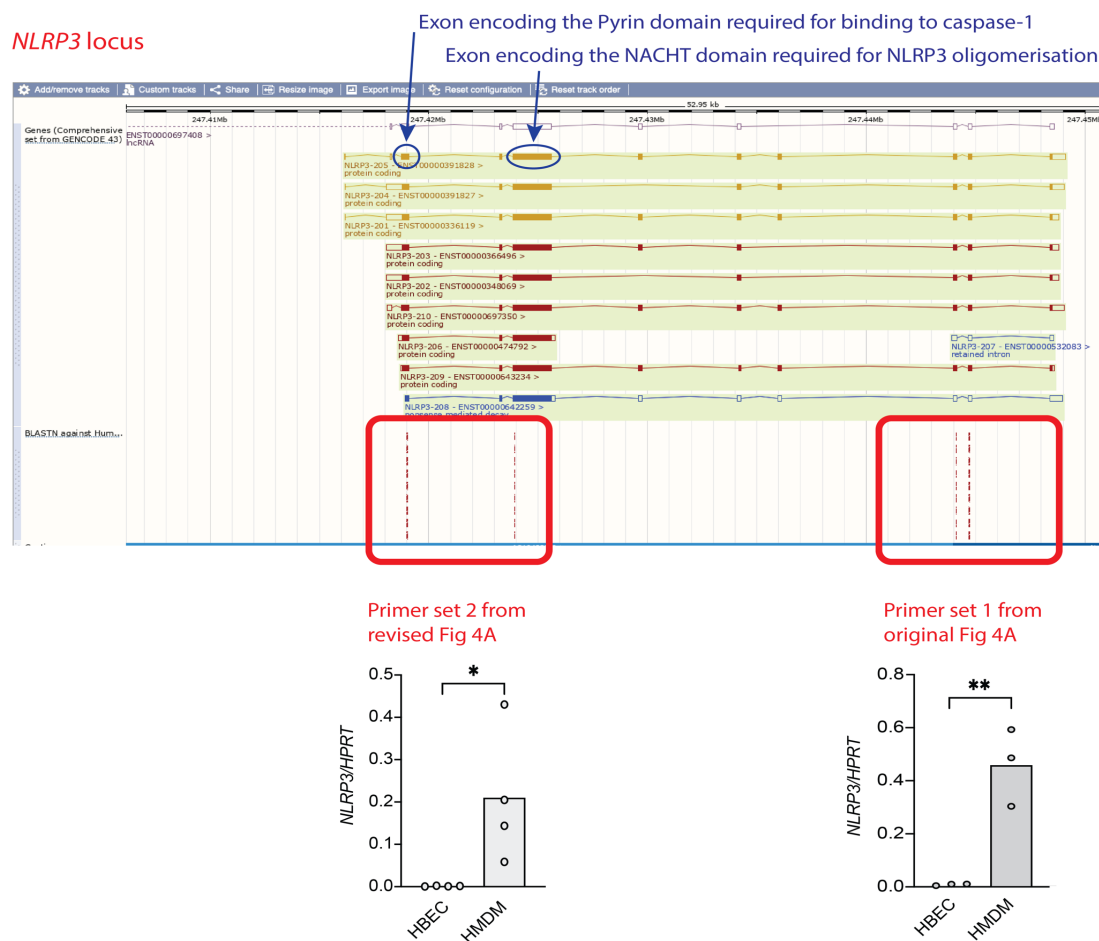 Exon encoding the Pyrin domain required for binding to caspase-1
NLRP3 locus
Exon encoding the NACHT domain required for NLRP3 oligomerisation
Add/remove tracks Custom tracks Share Resize image Export image Reset configuration Reset track order
52.95 kb
247.41Mb 247.42Mb 247.43Mb 247.44Mb 247.45Mb
Genes (Comprehensive
set from GENCODE 43)
ENST00000697408 >
lncRNA
NLRP3-205 - ENST00000391828 >
protein coding
NLRP3-204 - ENST00000391827 >
protein coding
NLRP3-201 - ENST00000336119 >
protein coding
NLRP3-203 - ENST00000366496 >
protein coding
NLRP3-202 - ENST00000348069 >
protein coding
NLRP3-210 - ENST00000697350 >
protein coding
NLRP3-206 - ENST00000474792 >
protein coding
NLRP3-207 - ENST00000532083 >
retained intron
NLRP3-209 - ENST00000643234 >
protein coding
NLRP3-208 - ENST00000642259 >
nonsense mediated decay
BLASTN against Hum...
Primer set 2 from
revised Fig 4A
NLRP3/HPRT
0.5
0.4
0.3
0.2
0.1
0.0
*
HBEC
HMDM
Primer set 1 from
original Fig 4A
NLRP3/HPRT
0.8
0.6
0.4
0.2
0.0
**
HBEC
HMDM